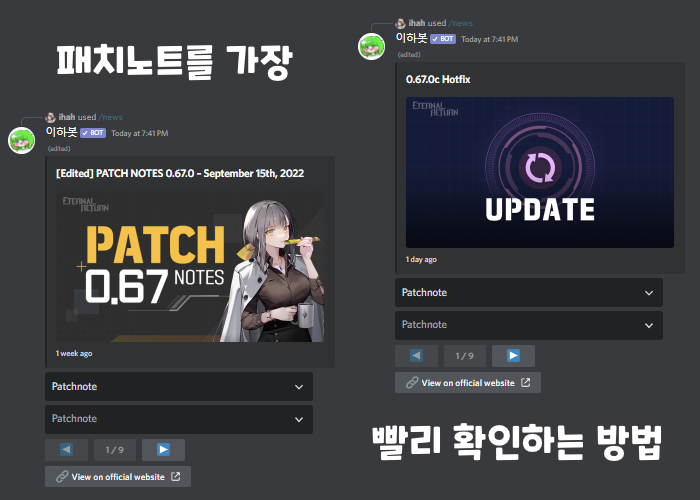 패치노트를 가장
ihah used /news
이하봇 ✓ BOT Today at 7:41 PM
(edited)
[Edited] PATCH NOTES 0.67.0 – September 15th, 2022
ETERNAL RETURN
PATCH
0.67 NOTES
1 week ago
Patchnote
Patchnote
1 / 9
View on official website
ihah used /news
이하봇 ✓ BOT Today at 7:41 PM
(edited)
0.67.0c Hotfix
ETERNAL RETURN
UPDATE
1 day ago
Patchnote
Patchnote
1 / 9
View on official website
빨리 확인하는 방법